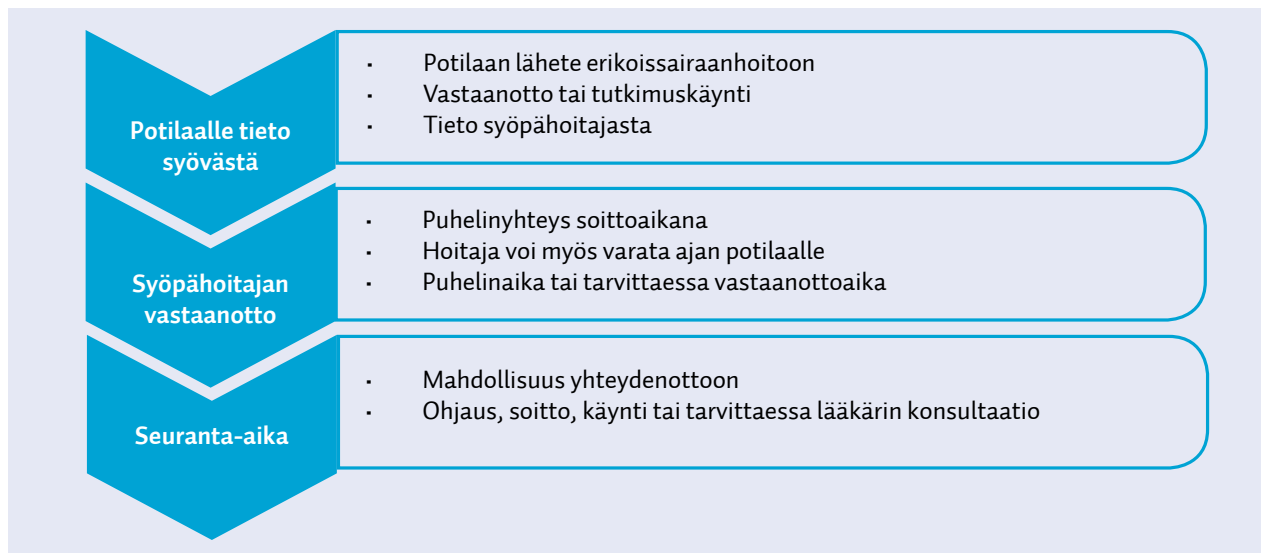 Potilaalle tieto
syövästä
· Potilaan lähete erikoissairaanhoitoon
· Vastaanotto tai tutkimuskäynti
· Tieto syöpähoitajasta
Syöpähoitajan
vastaanotto
· Puhelinyhteys soittoaikana
· Hoitaja voi myös varata ajan potilaalle
· Puhelinaika tai tarvittaessa vastaanottoaika
Seuranta-aika
· Mahdollisuus yhteydenottoon
· Ohjaus, soitto, käynti tai tarvittaessa lääkärin konsultaatio